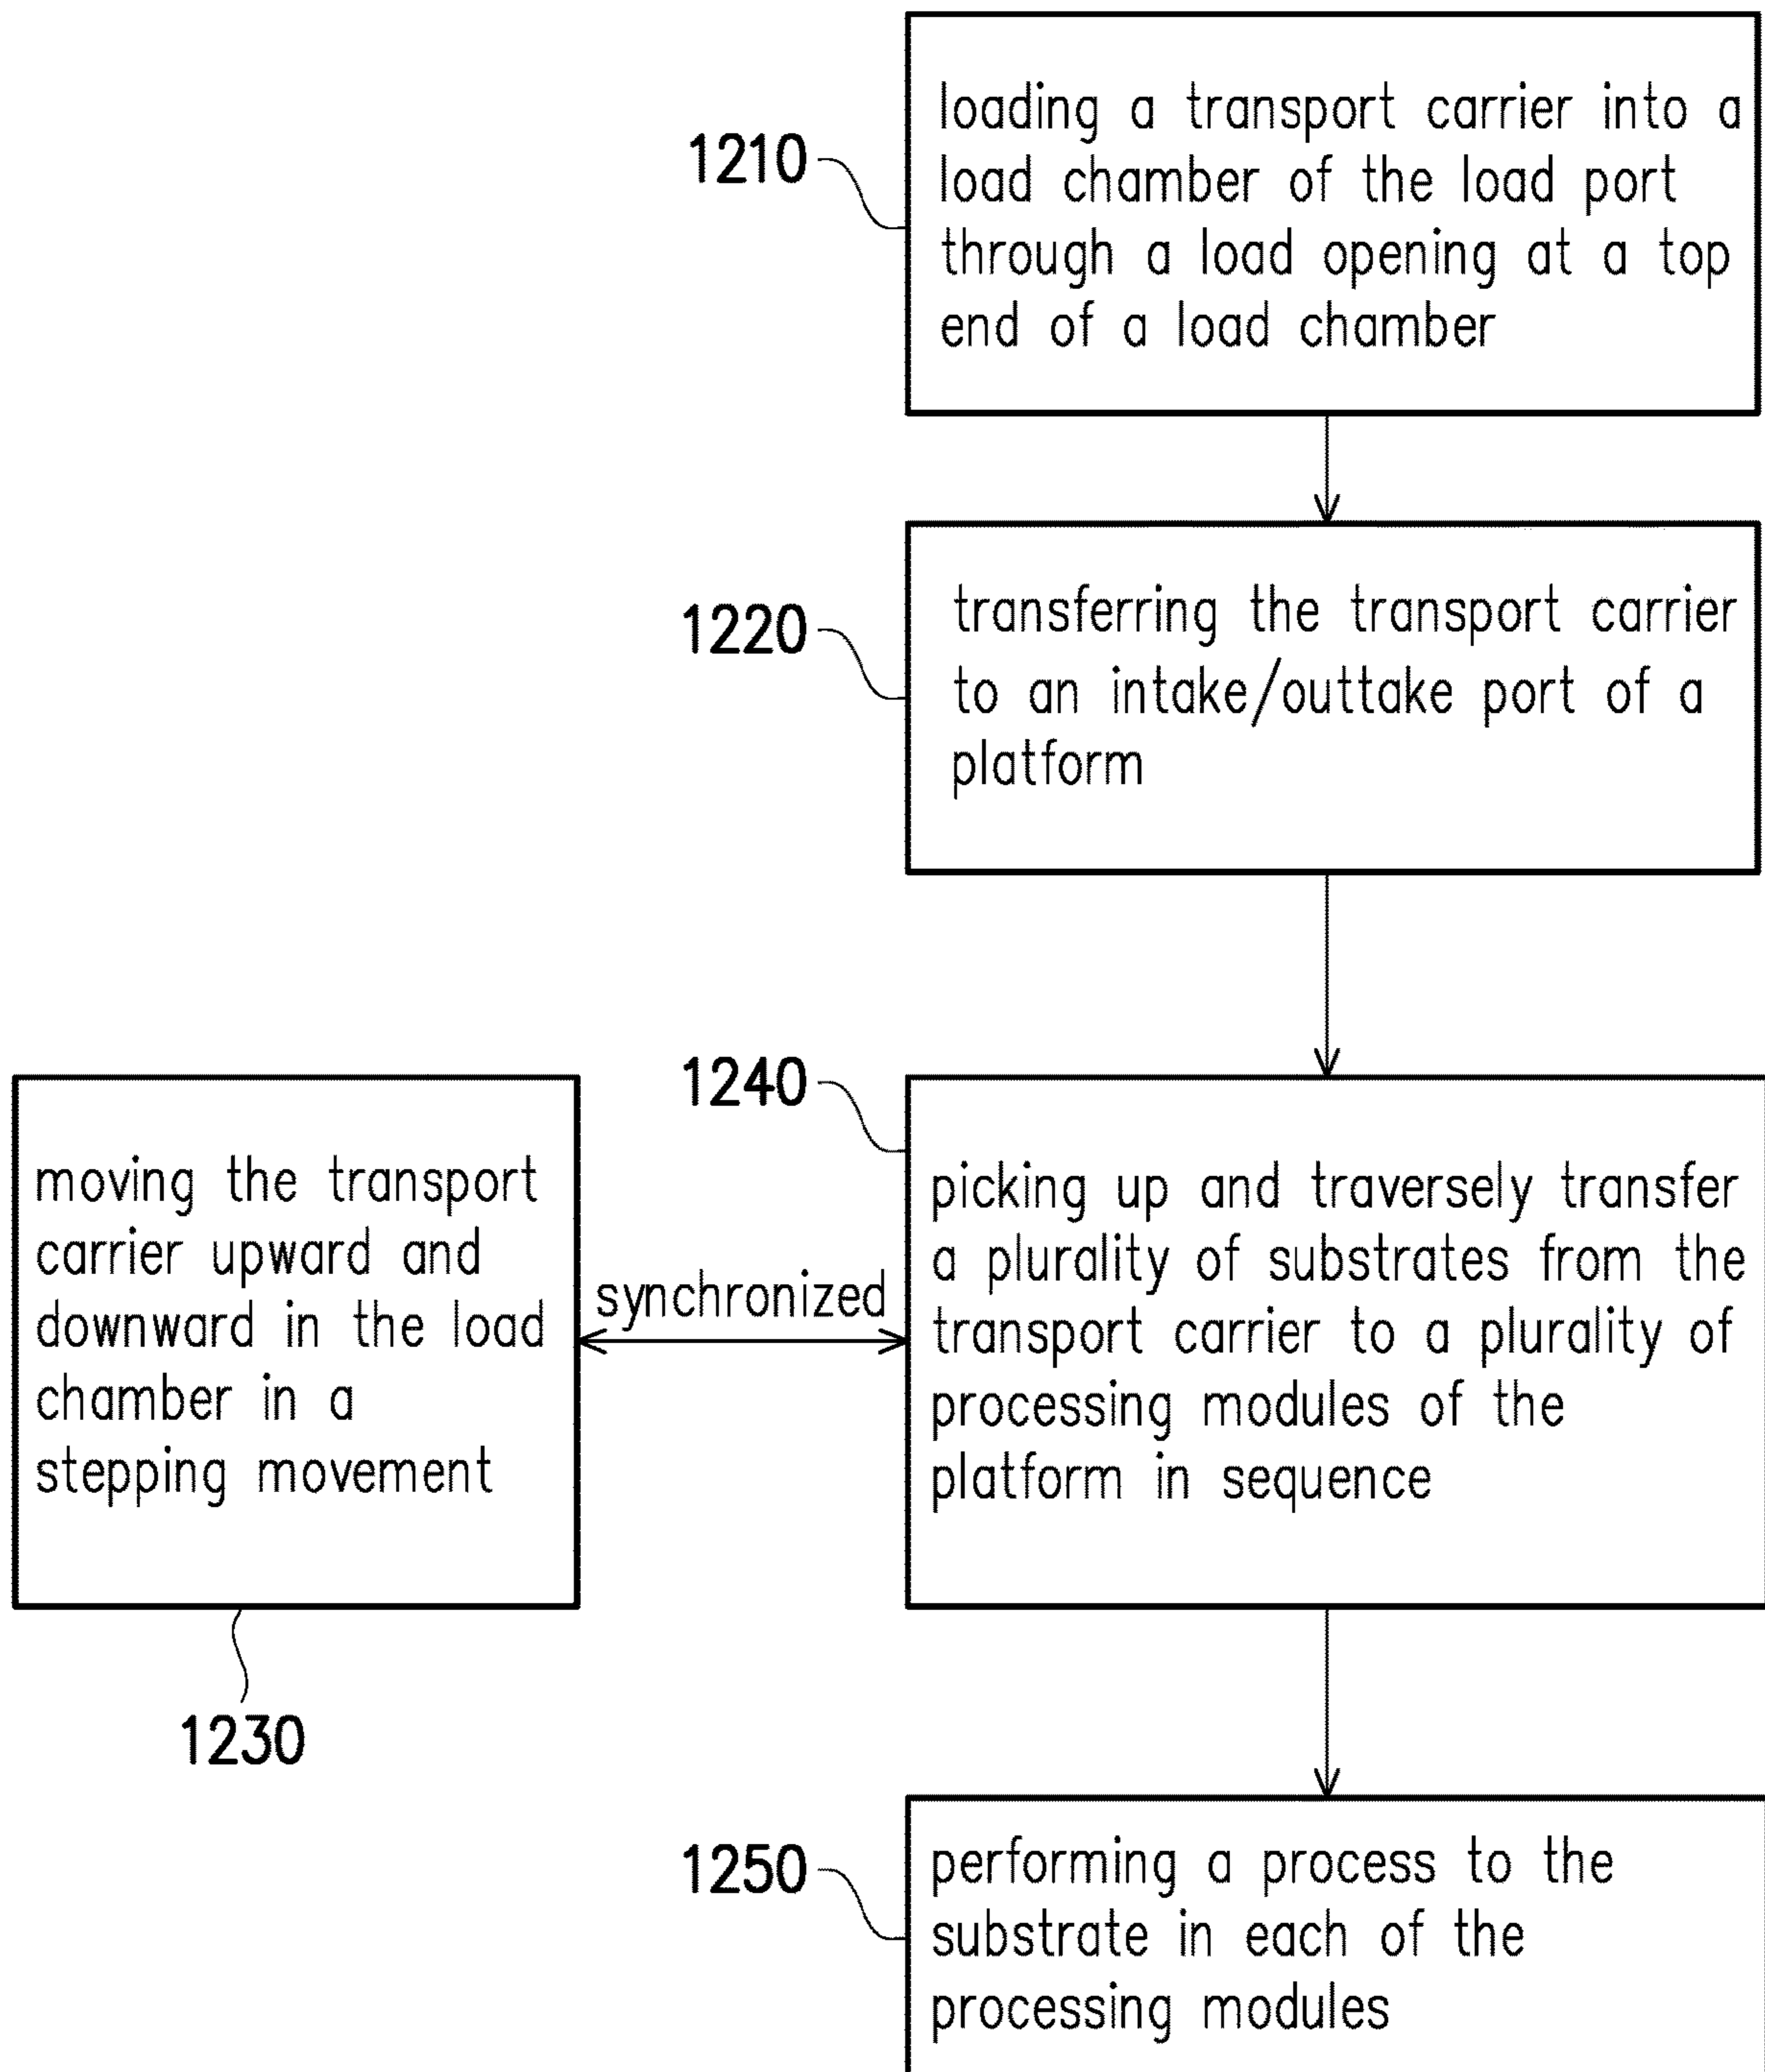 1210
loading a transport carrier into a
load chamber of the load port
through a load opening at a top
end of a load chamber
1220
transferring the transport carrier
to an intake/outtake port of a
platform
1240
picking up and traversely transfer
a plurality of substrates from the
transport carrier to a plurality of
processing modules of the
platform in sequence
synchronized
moving the transport
carrier upward and
downward in the load
chamber in a
stepping movement
1230
1250
performing a process to the
substrate in each of the
processing modules